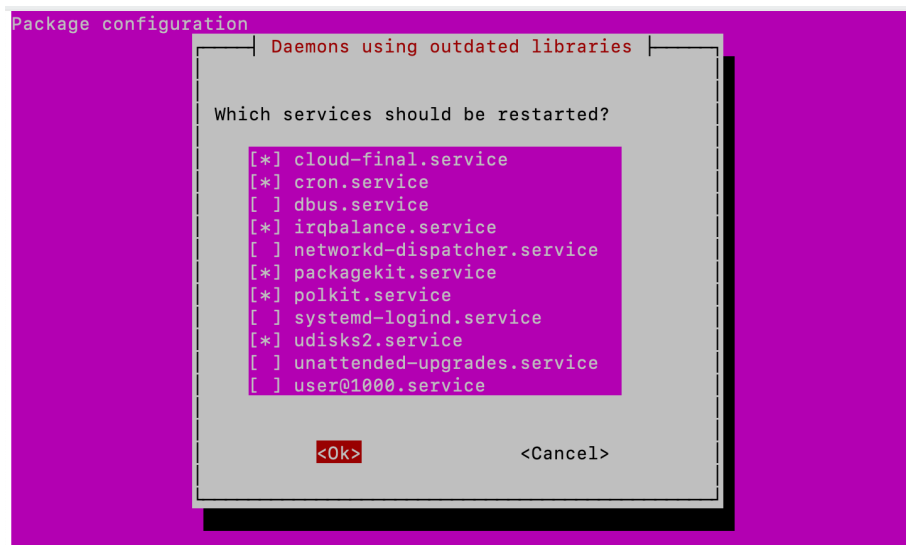 Package configuration
Daemons using outdated libraries
Which services should be restarted?
[*] cloud-final.service
[*] cron.service
[ ] dbus.service
[*] irqbalance.service
[ ] networkd-dispatcher.service
[*] packagekit.service
[*] polkit.service
[ ] systemd-logind.service
[*] udisks2.service
[ ] unattended-upgrades.service
[ ] user@1000.service
<Ok> <Cancel>